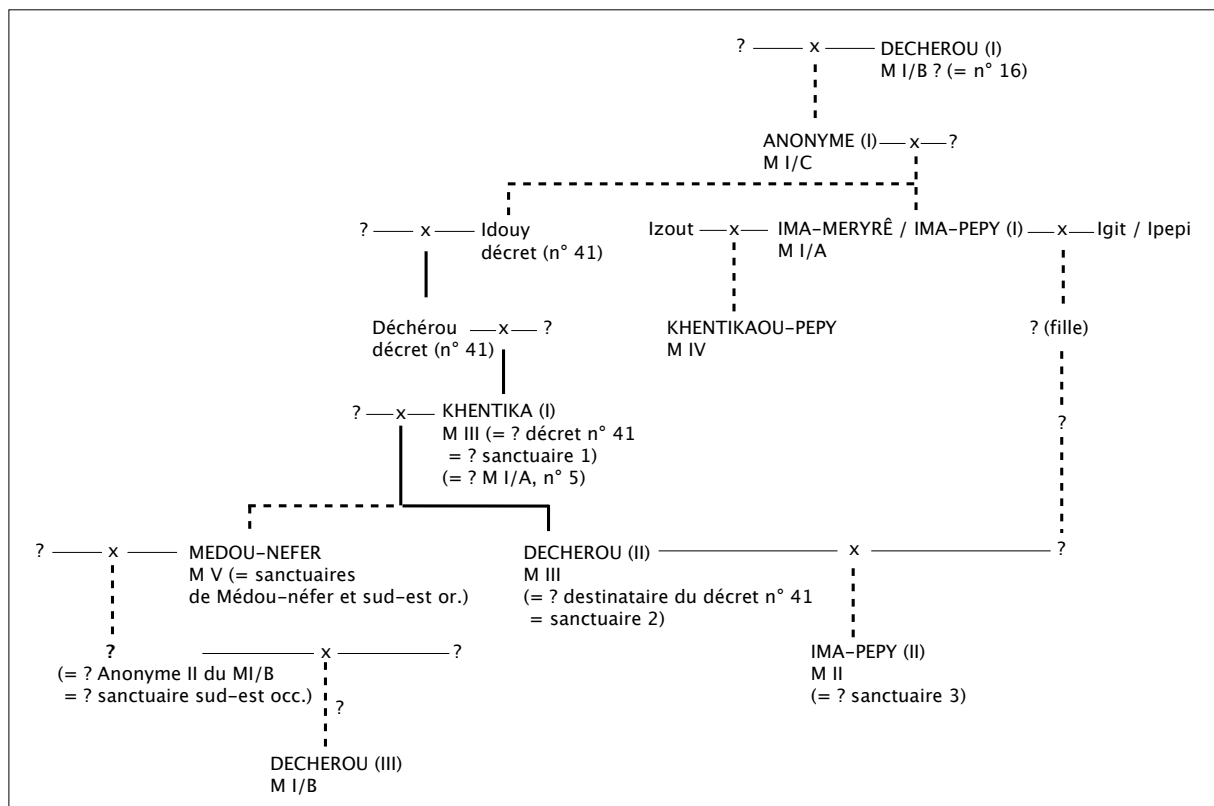 ? x DECHEROU (I)
M I/B ? (= n° 16)
ANONYME (I) x ?
M I/C
? x Idouy
décret (n° 41)
Izout x IMA-MERYRÊ / IMA-PEPY (I) x Igit / Ipepi
M I/A
Déchérou x ?
décret (n° 41)
KHENTIKAOU-PEPY
M IV
? (fille)
? x KHENTIKA (I)
M III (= ? décret n° 41
= ? sanctuaire 1)
(= ? M I/A, n° 5)
?
? x MEDOU-NEFER
M V (= sanctuaires
de Médou-néfer et sud-est or.)
DECHEROU (II) x ?
M III
(= ? destinataire du décret n° 41
= sanctuaire 2)
? x ?
(= ? Anonyme II du MI/B
= ? sanctuaire sud-est occ.)
IMA-PEPY (II)
M II
(= ? sanctuaire 3)
?
DECHEROU (III)
M I/B